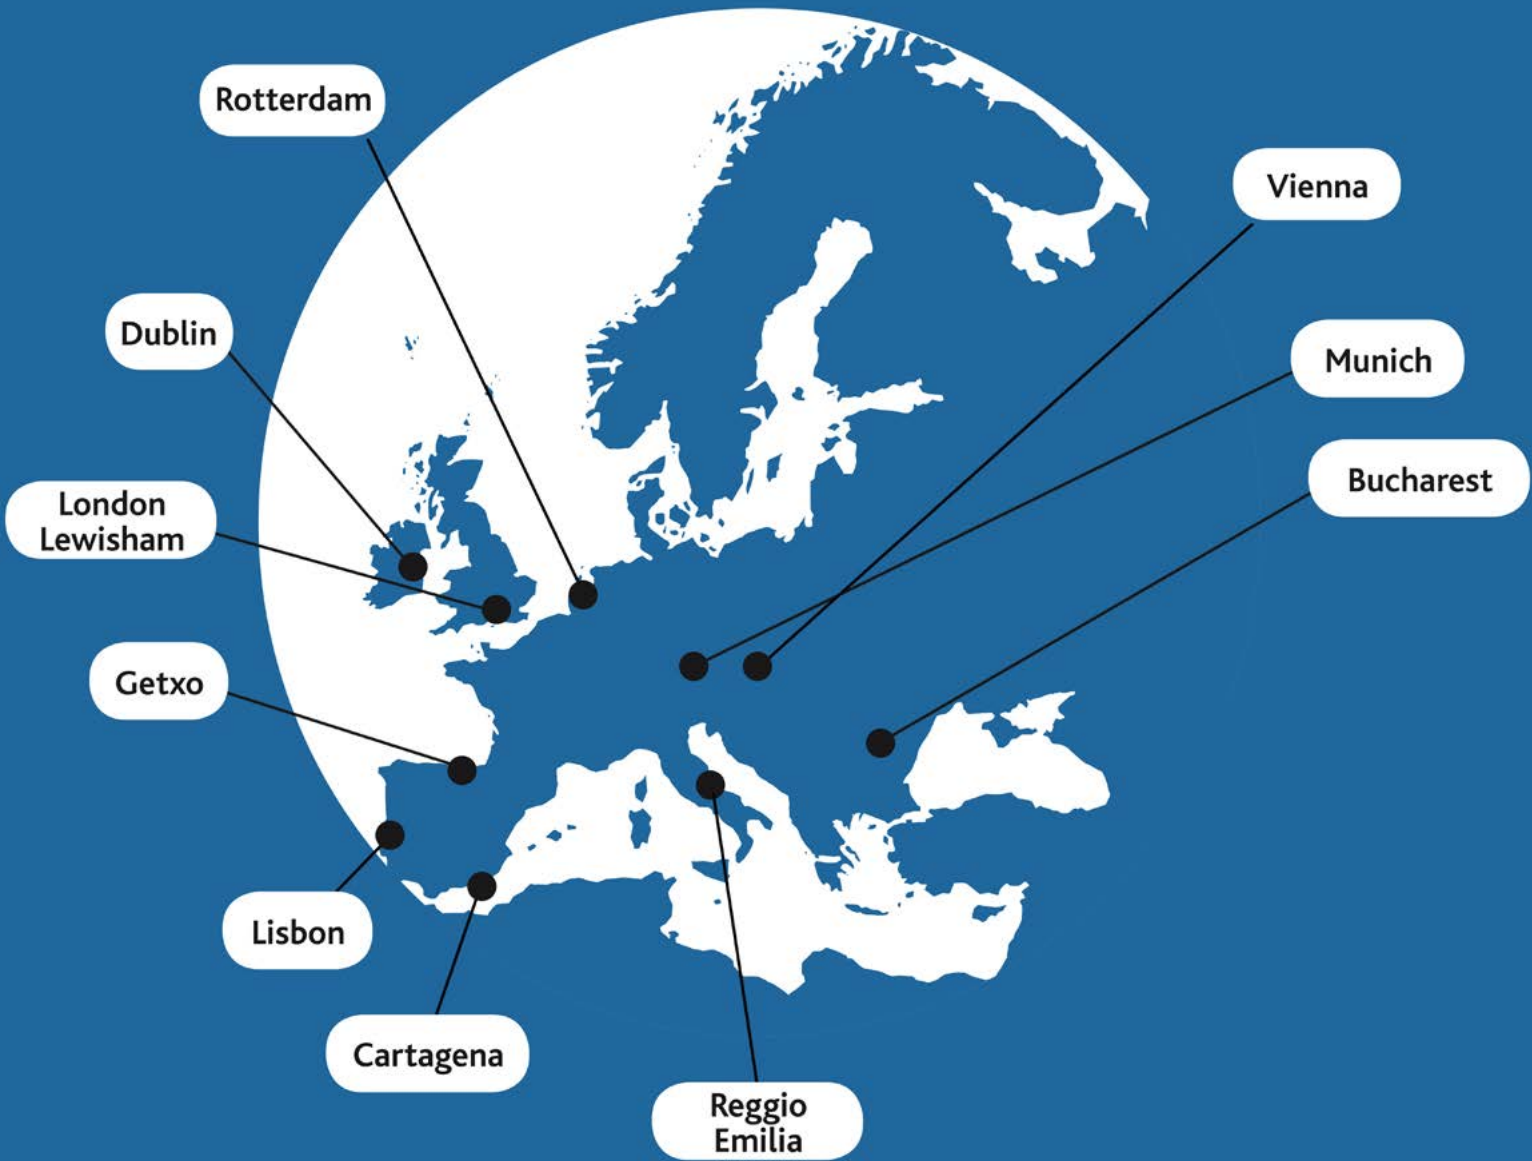 Rotterdam
Vienna
Dublin
Munich
Bucharest
London
Lewisham
Getxo
Lisbon
Cartagena
Reggio
Emilia